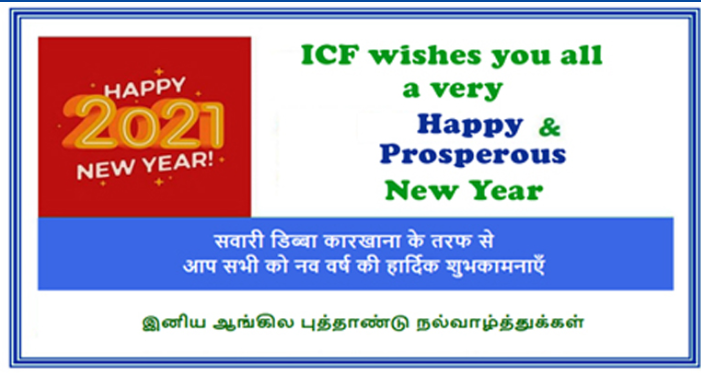 HAPPY
2021
NEW YEAR!
ICF wishes you all
a very
Happy &
Prosperous
New Year
सवारी डिब्बा कारखाना के तरफ से
आप सभी को नव वर्ष की हार्दिक शुभकामनाएँ
இனிய ஆங்கில புத்தாண்டு நல்வாழ்த்துக்கள்